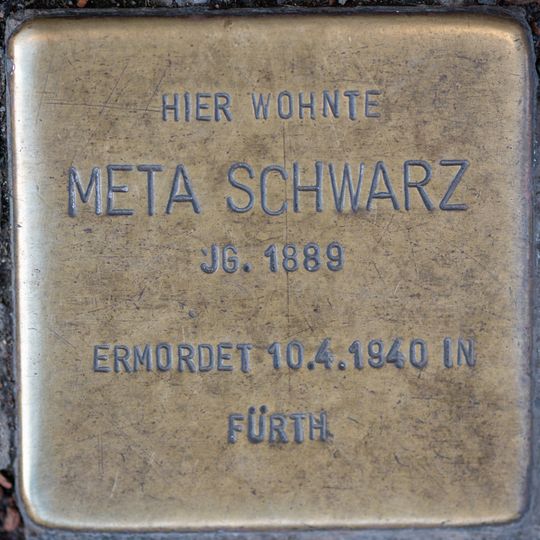 HIER WOHNTE
META SCHWARZ
JG. 1889
ERMORDET 10.4.1940 IN
FÜRTH